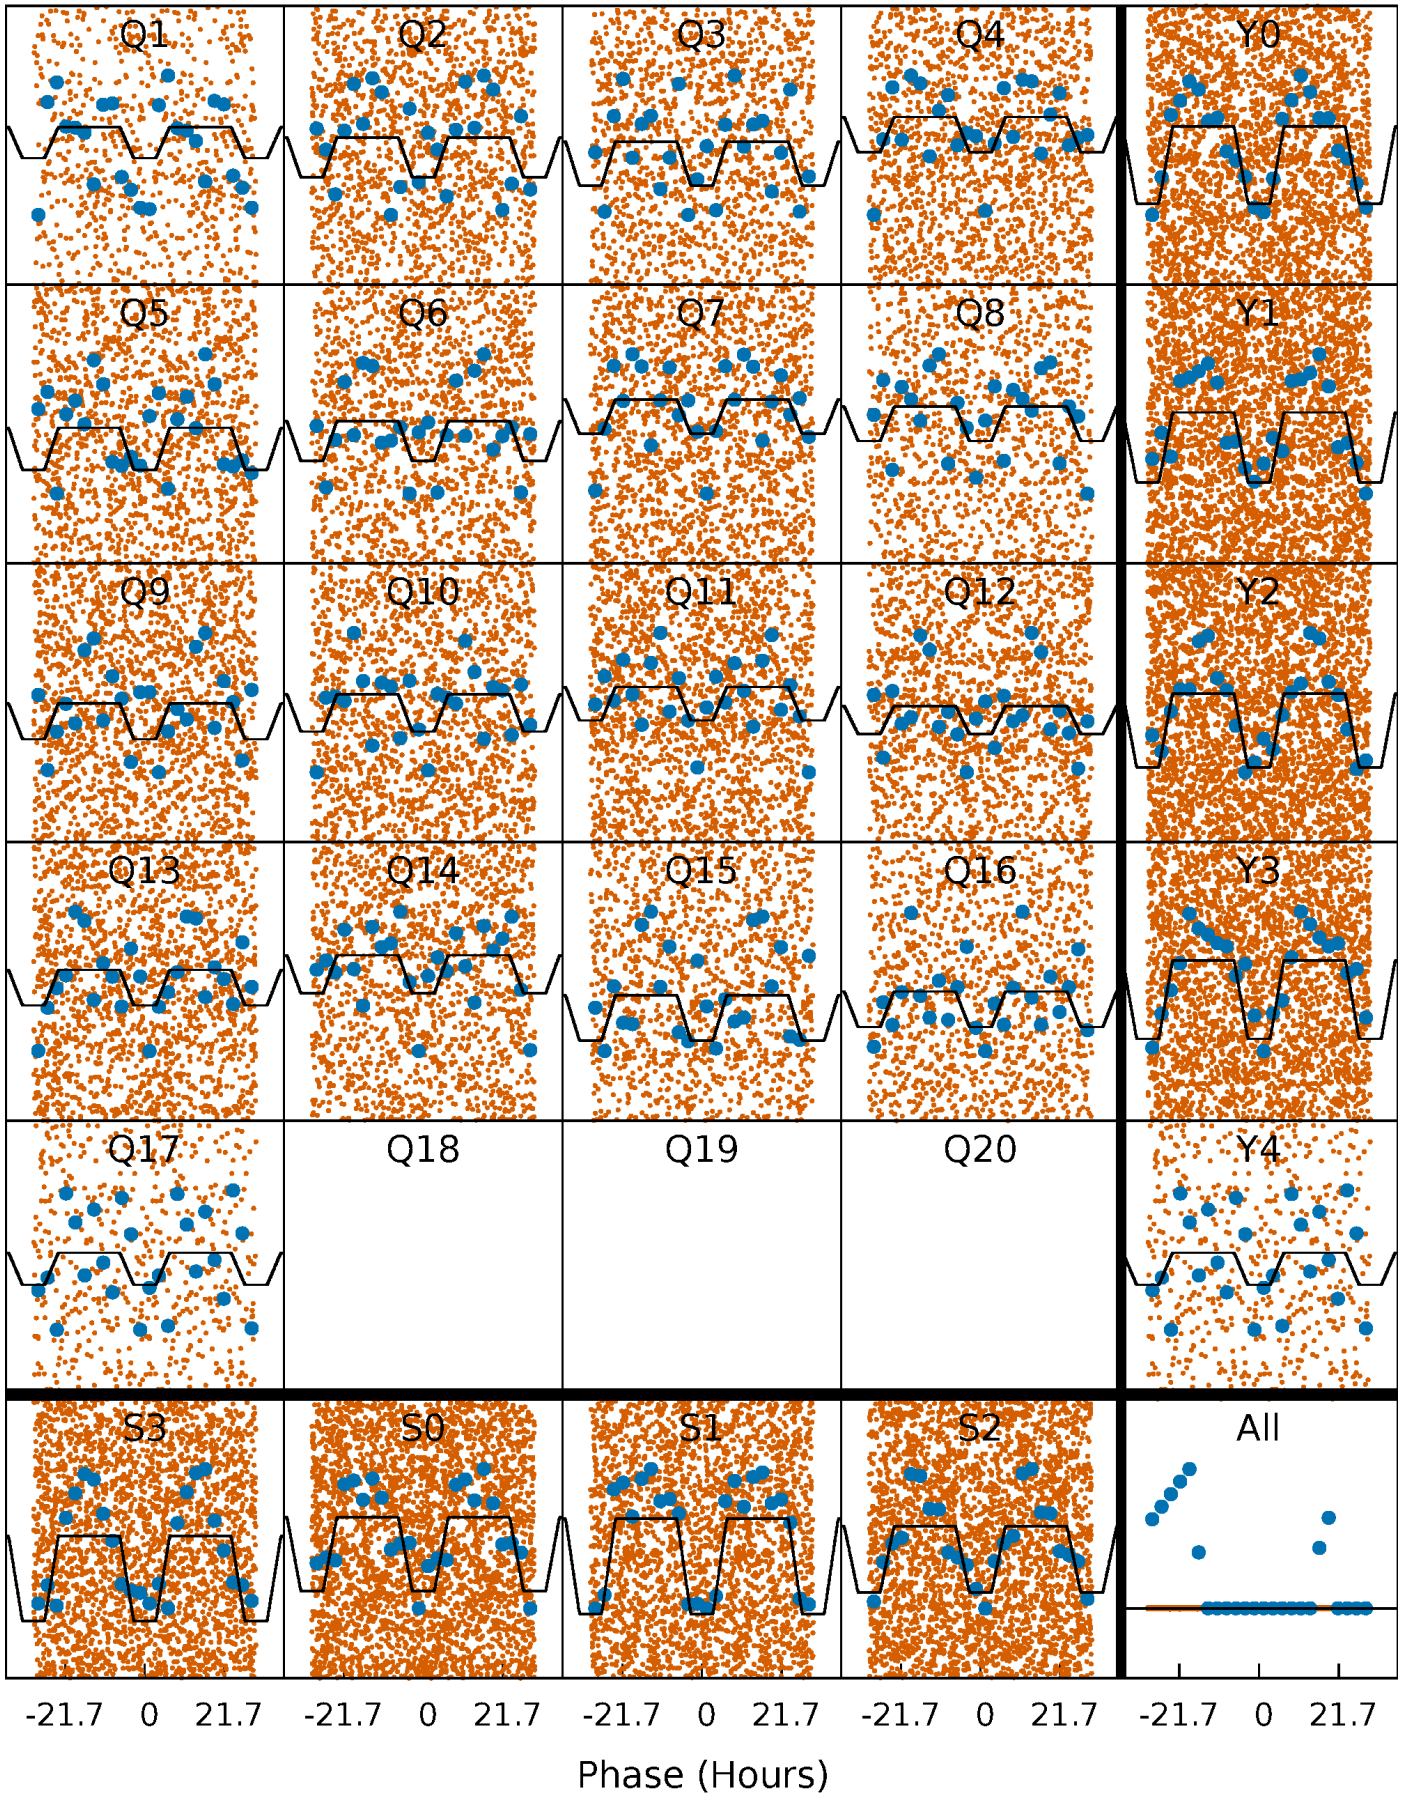 Q1 Q2 Q3 Q4 Y0
Q5 Q6 Q7 Q8 Y1
Q9 Q10 Q11 Q12 Y2
Q13 Q14 Q15 Q16 Y3
Q17 Q18 Q19 Q20 Y4
S3 S0 S1 S2 All
-21.7 0 21.7 -21.7 0 21.7 -21.7 0 21.7 -21.7 0 21.7 -21.7 0 21.7
Phase (Hours)